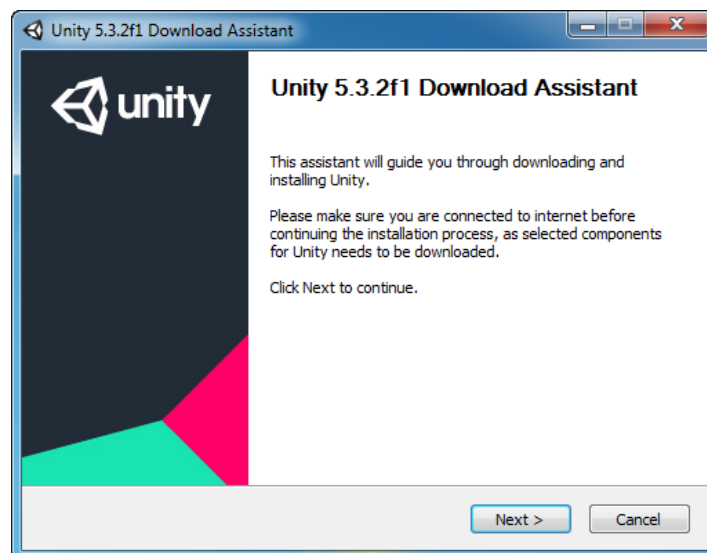 Unity 5.3.2f1 Download Assistant
unity
Unity 5.3.2f1 Download Assistant
This assistant will guide you through downloading and
installing Unity.
Please make sure you are connected to internet before
continuing the installation process, as selected components
for Unity needs to be downloaded.
Click Next to continue.
Next >
Cancel